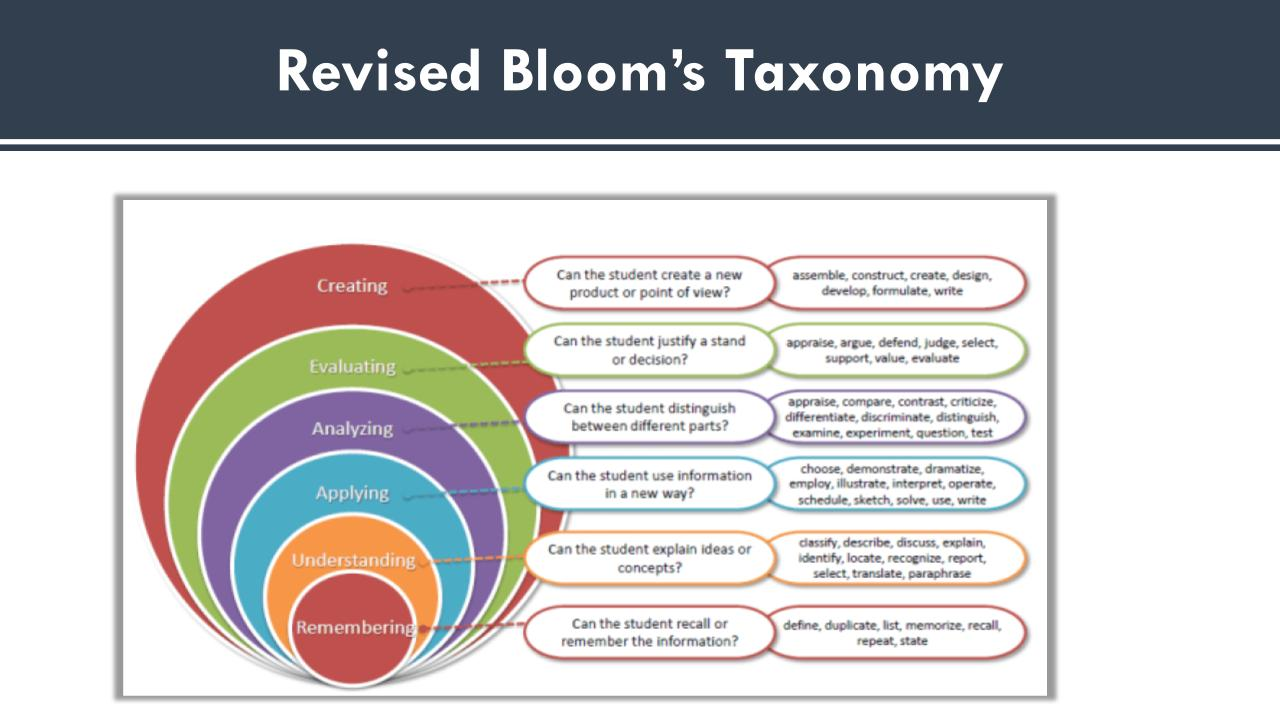 Revised Bloom’s Taxonomy
Creating
Can the student create a new
product or point of view?
assemble, construct, create, design,
develop, formulate, write
Evaluating
Can the student justify a stand
or decision?
appraise, argue, defend, judge, select,
support, value, evaluate
Analyzing
Can the student distinguish
between different parts?
appraise, compare, contrast, criticize,
differentiate, discriminate, distinguish,
examine, experiment, question, test
Applying
Can the student use information
in a new way?
choose, demonstrate, dramatize,
employ, illustrate, interpret, operate,
schedule, sketch, solve, use, write
Understanding
Can the student explain ideas or
concepts?
classify, describe, discuss, explain,
identify, locate, recognize, report,
select, translate, paraphrase
Remembering
Can the student recall or
remember the information?
define, duplicate, list, memorize, recall,
repeat, state